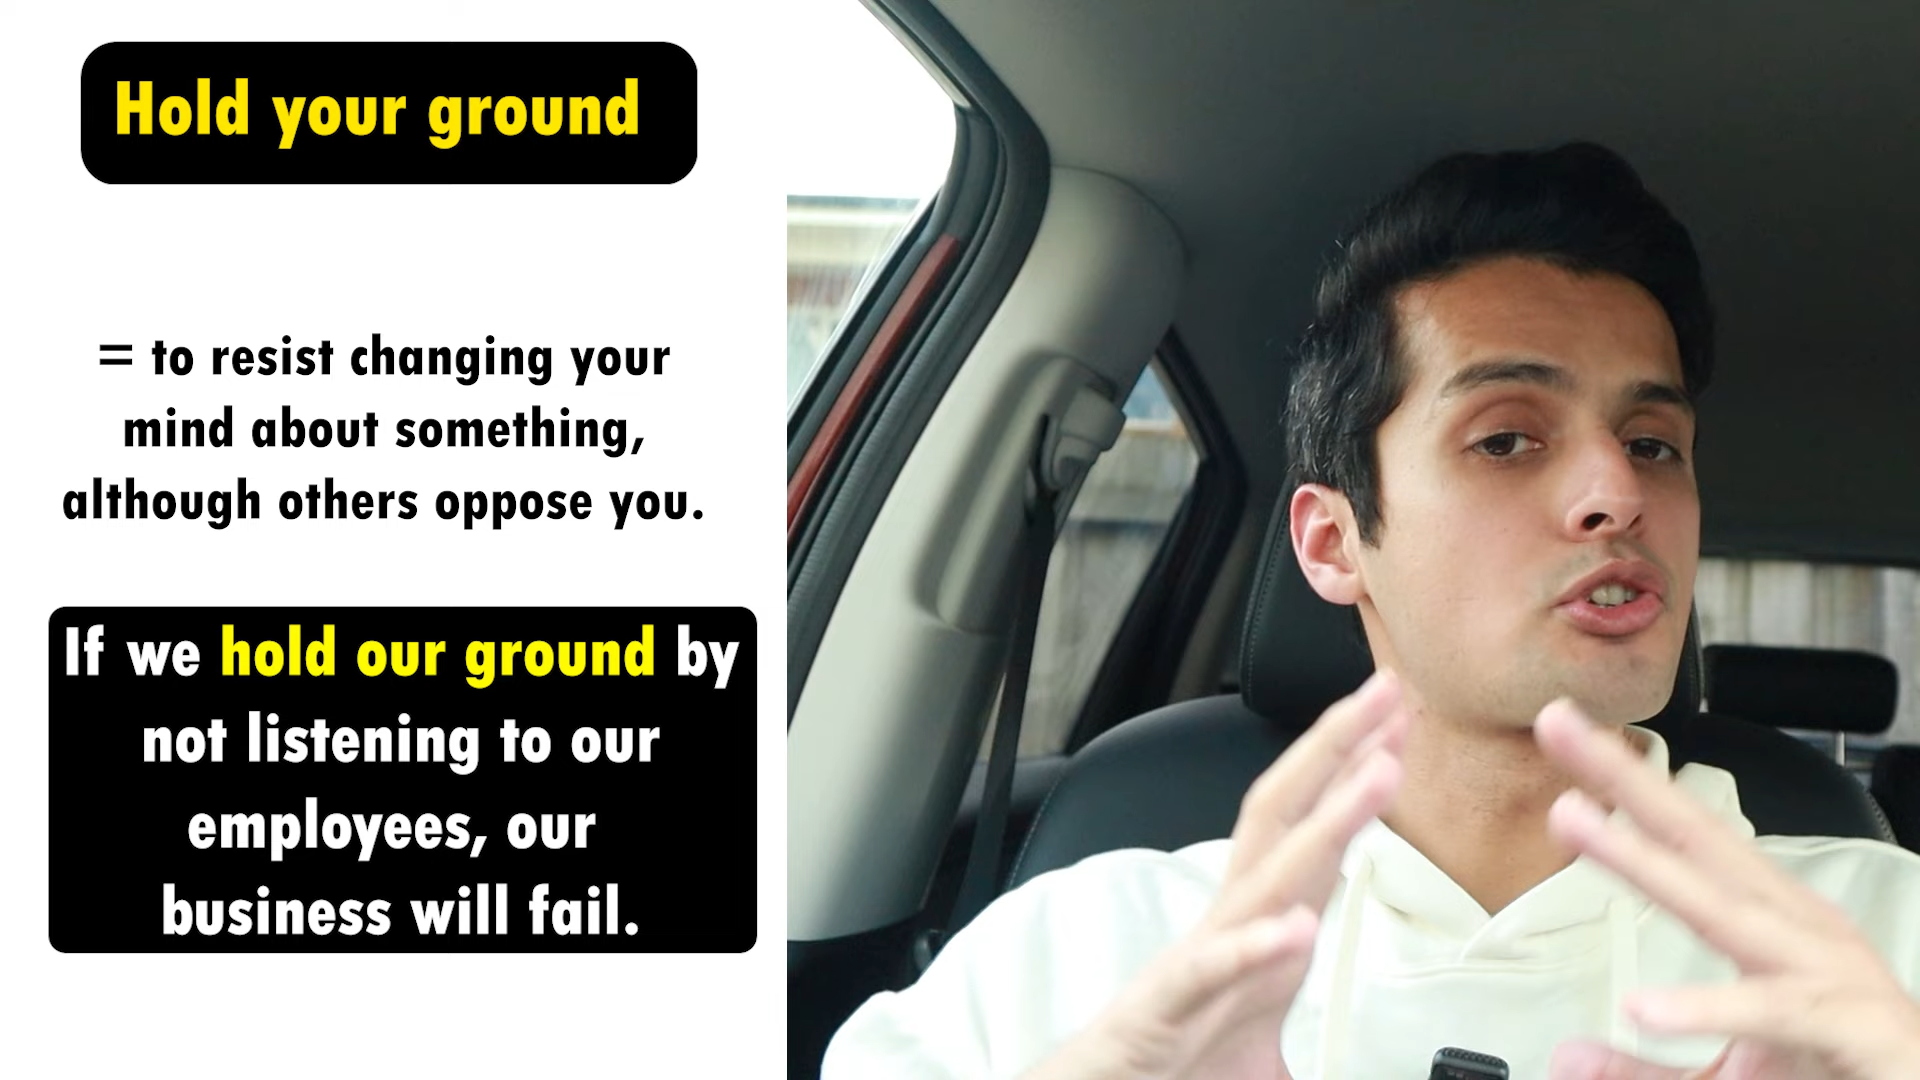 Hold your ground
= to resist changing your
mind about something,
although others oppose you.
If we hold our ground by
not listening to our
employees, our
business will fail.